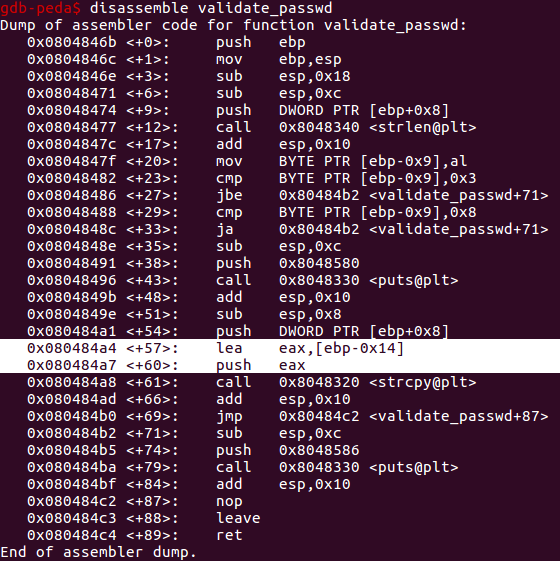 gdb-peda$ disassemble validate_passwd
Dump of assembler code for function validate_passwd:
   0x0804846b <+0>:     push   ebp
   0x0804846c <+1>:     mov    ebp,esp
   0x0804846e <+3>:     sub    esp,0x18
   0x08048471 <+6>:     sub    esp,0xc
   0x08048474 <+9>:     push   DWORD PTR [ebp+0x8]
   0x08048477 <+12>:    call   0x8048340 <strlen@plt>
   0x0804847c <+17>:    add    esp,0x10
   0x0804847f <+20>:    mov    BYTE PTR [ebp-0x9],al
   0x08048482 <+23>:    cmp    BYTE PTR [ebp-0x9],0x3
   0x08048486 <+27>:    jbe    0x80484b2 <validate_passwd+71>
   0x08048488 <+29>:    cmp    BYTE PTR [ebp-0x9],0x8
   0x0804848c <+33>:    ja     0x80484b2 <validate_passwd+71>
   0x0804848e <+35>:    sub    esp,0xc
   0x08048491 <+38>:    push   0x8048580
   0x08048496 <+43>:    call   0x8048330 <puts@plt>
   0x0804849b <+48>:    add    esp,0x10
   0x0804849e <+51>:    sub    esp,0x8
   0x080484a1 <+54>:    push   DWORD PTR [ebp+0x8]
   0x080484a4 <+57>:    lea    eax,[ebp-0x14]
   0x080484a7 <+60>:    push   eax
   0x080484a8 <+61>:    call   0x8048320 <strcpy@plt>
   0x080484ad <+66>:    add    esp,0x10
   0x080484b0 <+69>:    jmp    0x80484c2 <validate_passwd+87>
   0x080484b2 <+71>:    sub    esp,0xc
   0x080484b5 <+74>:    push   0x8048586
   0x080484ba <+79>:    call   0x8048330 <puts@plt>
   0x080484bf <+84>:    add    esp,0x10
   0x080484c2 <+87>:    nop
   0x080484c3 <+88>:    leave
   0x080484c4 <+89>:    ret
End of assembler dump.